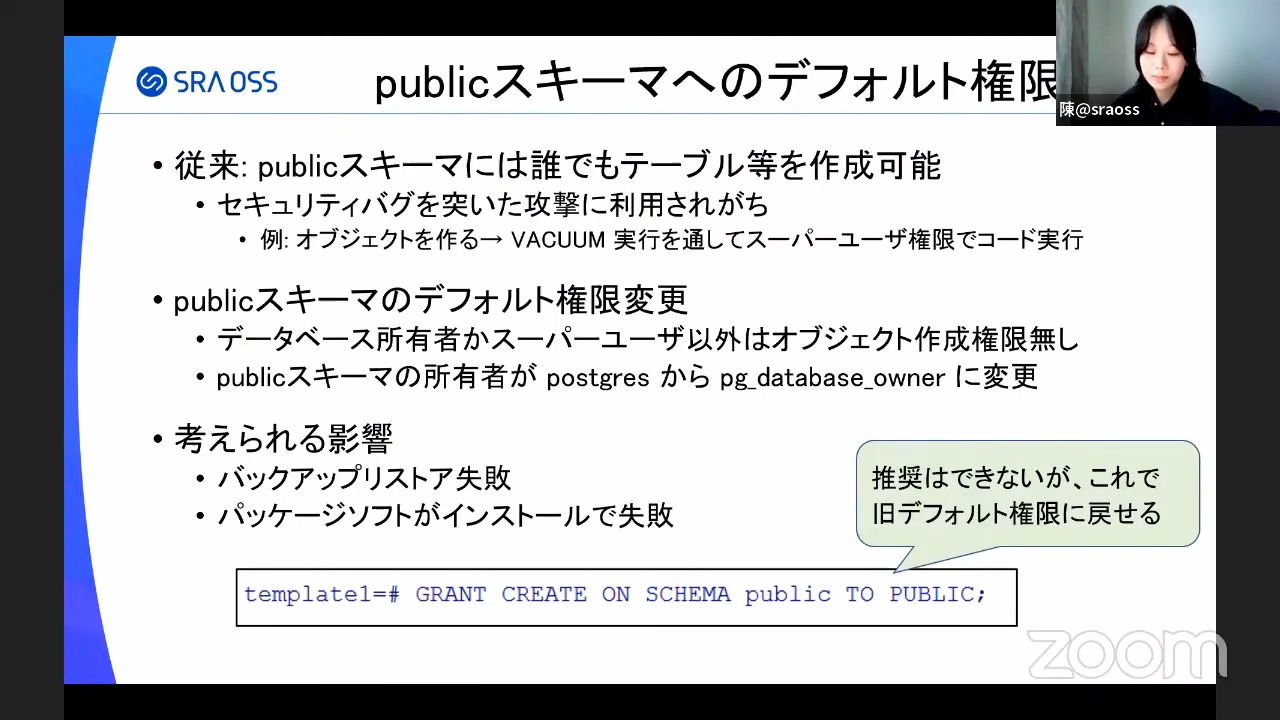 SRA OSS
publicスキーマへのデフォルト権限
陳@sraoss
• 従来: publicスキーマには誰でもテーブル等を作成可能
• セキュリティバグを突いた攻撃に利用されがち
• 例: オブジェクトを作る→ VACUUM 実行を通してスーパーユーザ権限でコード実行
• publicスキーマのデフォルト権限変更
• データベース所有者かスーパーユーザ以外はオブジェクト作成権限無し
• publicスキーマの所有者が postgres から pg_database_owner に変更
• 考えられる影響
• バックアップリストア失敗
• パッケージソフトがインストールで失敗
推奨はできないが、これで
旧デフォルト権限に戻せる
template1=# GRANT CREATE ON SCHEMA public TO PUBLIC;
zoom